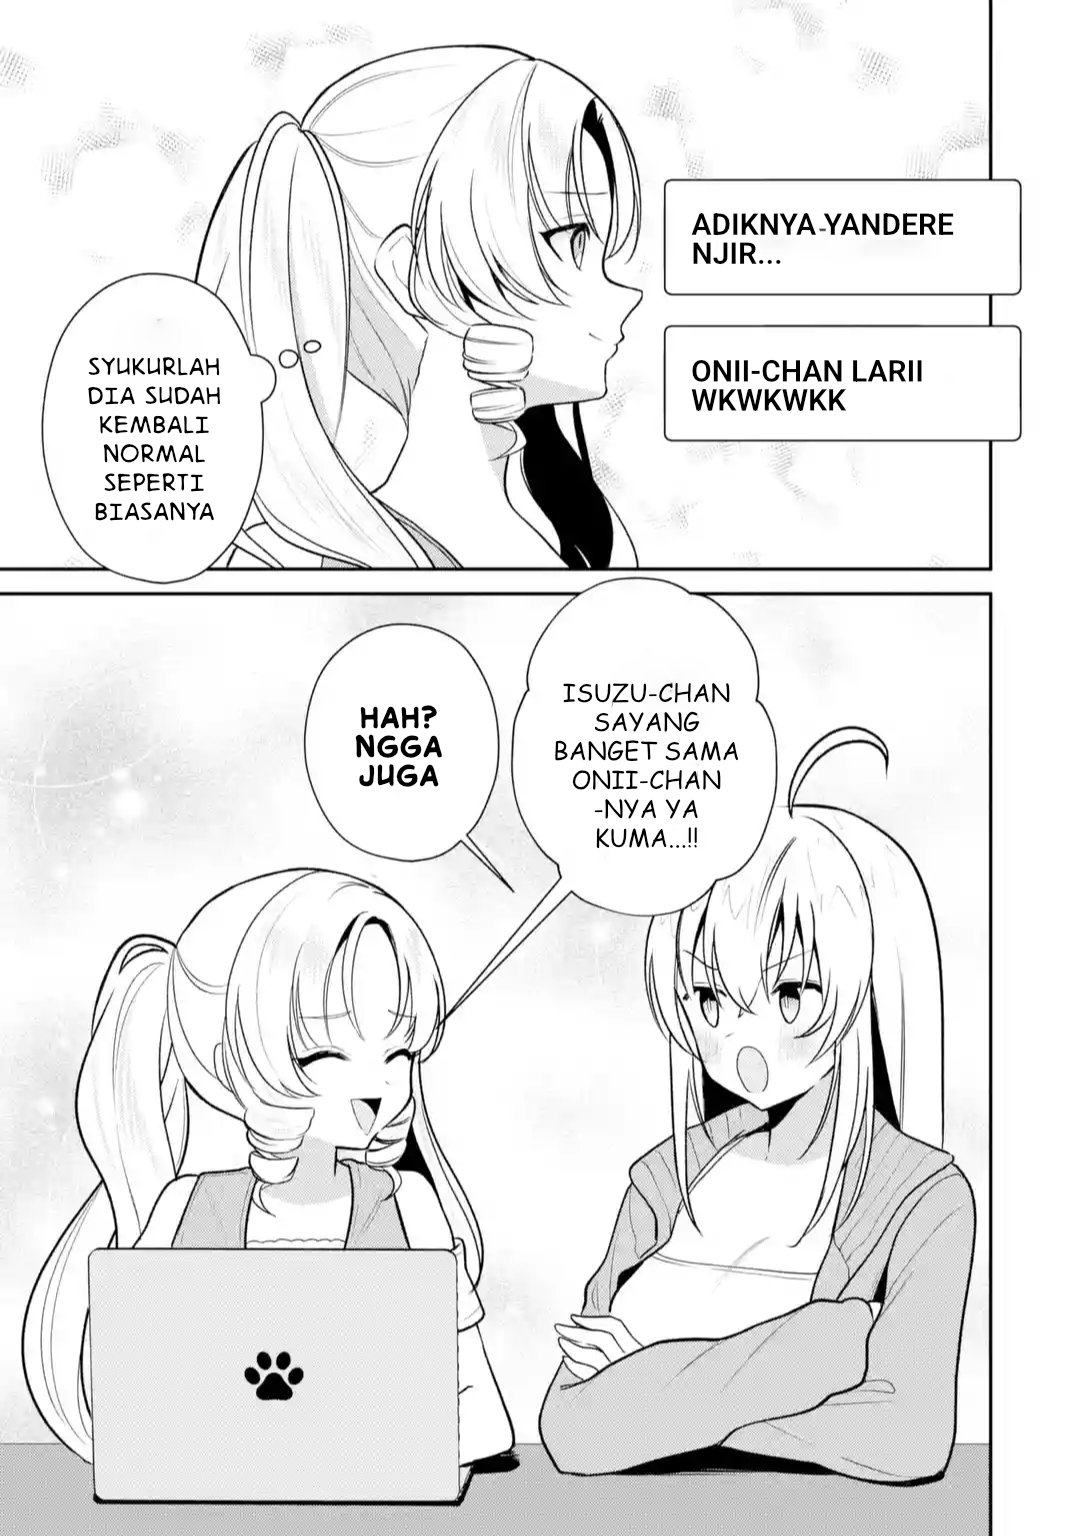 ADIKNYA YANDERE
NJIR...
ONII-CHAN LARII
WKWKWKK
SYUKURLAH
DIA SUDAH
KEMBALI
NORMAL
SEPERTI
BIASANYA
ISUZU-CHAN
SAYANG
BANGET SAMA
ONII-CHAN
-NYA YA
KUMA...!!
HAH?
NGGA
JUGA